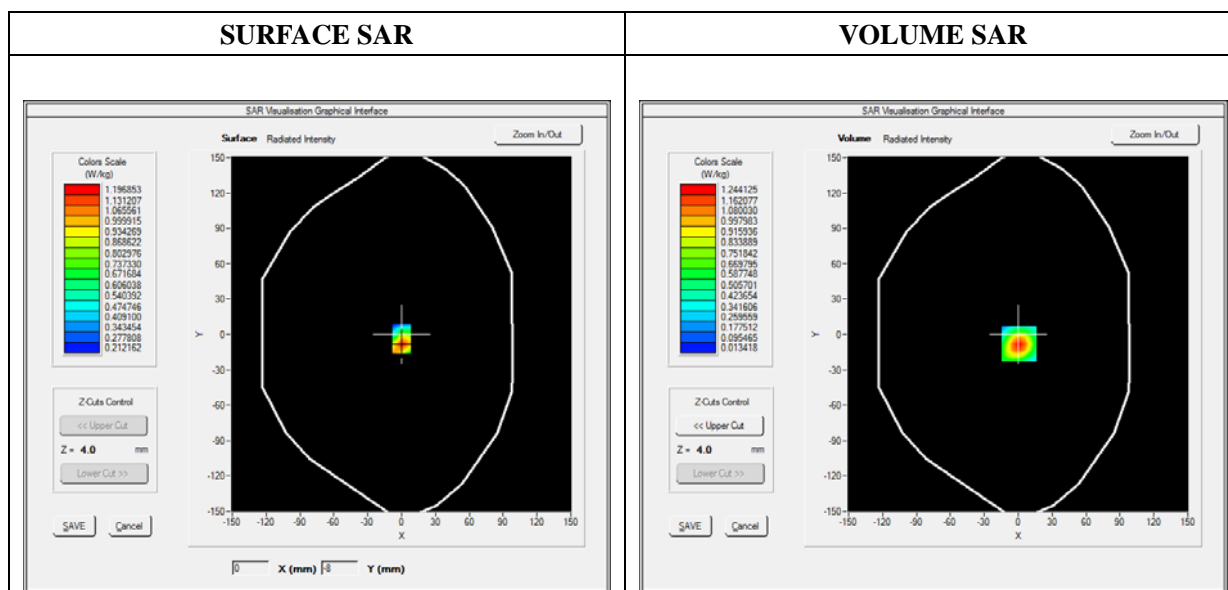 SURFACE SAR
VOLUME SAR
SAR Visualisation Graphical Interface
Surface Radiated Intensity
Zoom In/Out
Colors Scale
(W/kg)
1.196853
1.131207
1.065561
0.999915
0.934269
0.868622
0.802976
0.737330
0.671684
0.606038
0.540392
0.474746
0.409100
0.343454
0.277808
0.212162
Z-Cuts Control
<< Upper Cut
Z = 4.0 mm
Lower Cut >>
SAVE Cancel
150
120
90
60
30
0
-30
-60
-90
-120
-150
Y
-150 -120 -90 -60 -30 0 30 60 90 120 150
X
0 X (mm) -8 Y (mm)
SAR Visualisation Graphical Interface
Volume Radiated Intensity
Zoom In/Out
Colors Scale
(W/kg)
1.244125
1.162077
1.080030
0.997983
0.915936
0.833889
0.751842
0.669795
0.587748
0.505701
0.423654
0.341606
0.259559
0.177512
0.095465
0.013418
Z-Cuts Control
<< Upper Cut
Z = 4.0 mm
Lower Cut >>
SAVE Cancel
150
120
90
60
30
0
-30
-60
-90
-120
-150
Y
-150 -120 -90 -60 -30 0 30 60 90 120 150
X